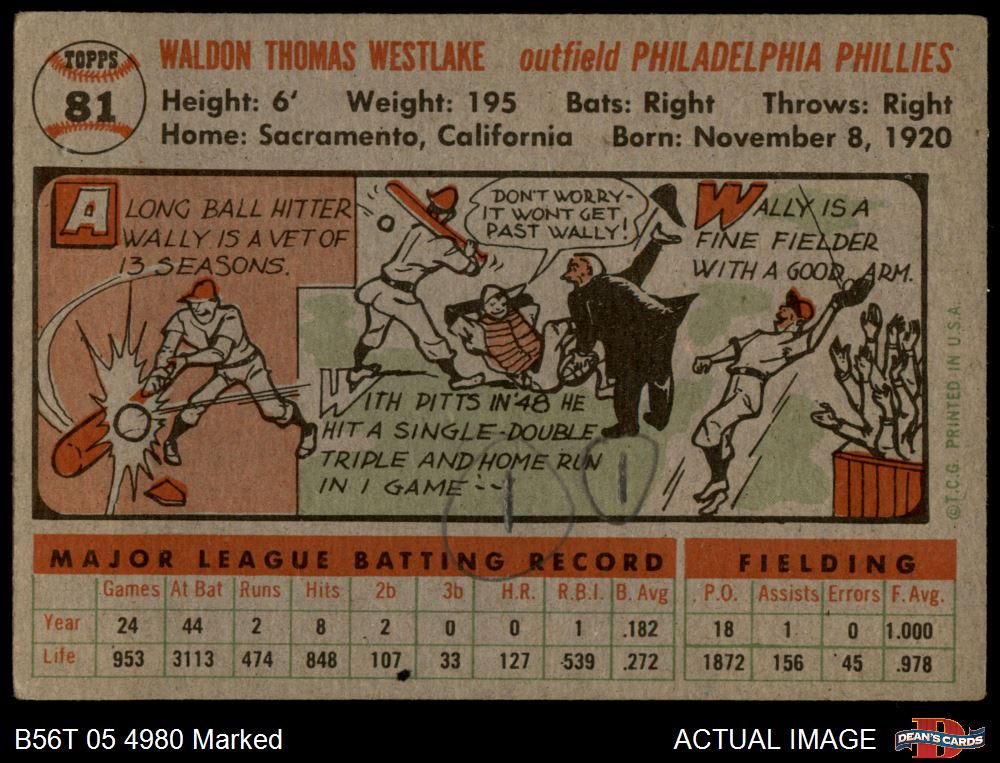 TOPPS
81
WALDON THOMAS WESTLAKE outfield PHILADELPHIA PHILLIES
Height: 6' Weight: 195 Bats: Right Throws: Right
Home: Sacramento, California Born: November 8, 1920
A LONG BALL HITTER
WALLY IS A VET OF
13 SEASONS.
DON'T WORRY-
IT WONT GET
PAST WALLY!
WALLY IS A
FINE FIELDER
WITH A GOOD ARM.
WITH PITTS IN '48 HE
HIT A SINGLE-DOUBLE
TRIPLE AND HOME RUN
IN 1 GAME --
1 1
©T.C.G. PRINTED IN U.S.A.
MAJOR LEAGUE BATTING RECORD FIELDING
Games At Bat Runs Hits 2b 3b H.R. R.B.I. B. Avg P.O. Assists Errors F. Avg.
Year 24 44 2 8 2 0 0 1 .182 18 1 0 1.000
Life 953 3113 474 848 107 33 127 539 .272 1872 156 45 .978
B56T 05 4980 Marked ACTUAL IMAGE DEAN'S CARDS